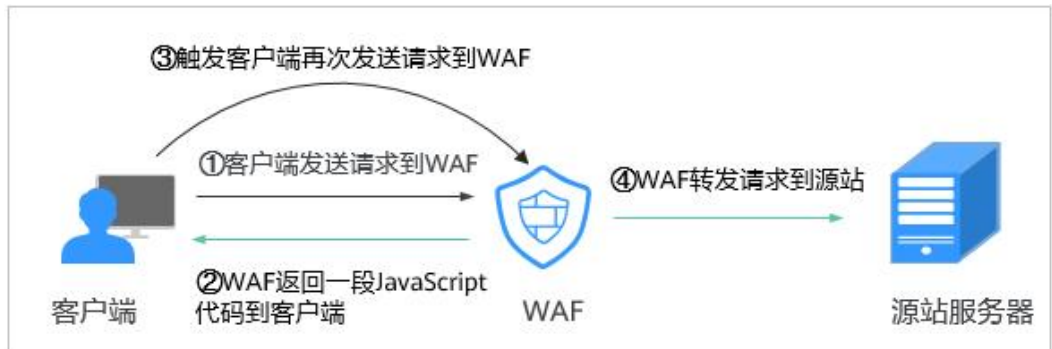 ③触发客户端再次发送请求到WAF
①客户端发送请求到WAF
④WAF转发请求到源站
②WAF返回一段JavaScript
代码到客户端
客户端
WAF
源站服务器